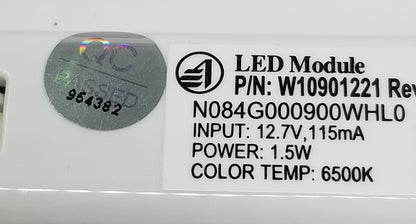 QC
PASSED
964382
LED Module
P/N: W10901221 Rev
N084G000900WHL0
INPUT: 12.7V,115mA
POWER: 1.5W
COLOR TEMP: 6500K